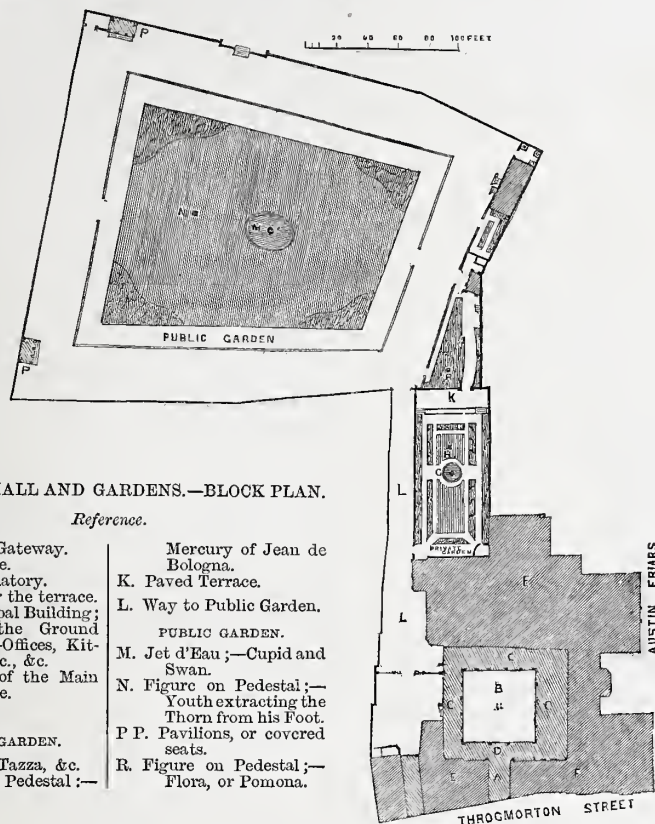 P
20 40 60 80 100 FEET
N
M
PUBLIC GARDEN
P
R
K
H
G
L
PRIVATE
GARDEN
F
L
AUSTIN FRIARS
C
B
C
C
D
E
A
F
THROGMORTON STREET
HALL AND GARDENS.—BLOCK PLAN.
Reference.
Gateway.
e.
atory.
r the terrace.
pal Building;
the Ground
-Offices, Kit-
c., &c.
of the Main
e.
GARDEN.
Tazza, &c.
Pedestal:—
Mercury of Jean de
Bologna.
K. Paved Terrace.
L. Way to Public Garden.
PUBLIC GARDEN.
M. Jet d'Eau;—Cupid and
Swan.
N. Figure on Pedestal;—
Youth extracting the
Thorn from his Foot.
P P. Pavilions, or covered
seats.
R. Figure on Pedestal;—
Flora, or Pomona.